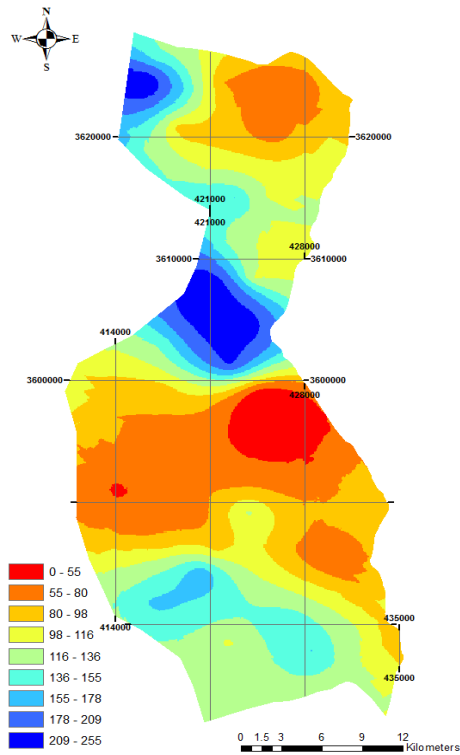 N
W E
S
3620000 3620000
421000
421000
428000
3610000 3610000
414000
3600000 3600000
428000
0 - 55
55 - 80
80 - 98
98 - 116
116 - 136
136 - 155
155 - 178
178 - 209
209 - 255
414000
435000
435000
0 1.5 3 6 9 12
Kilometers